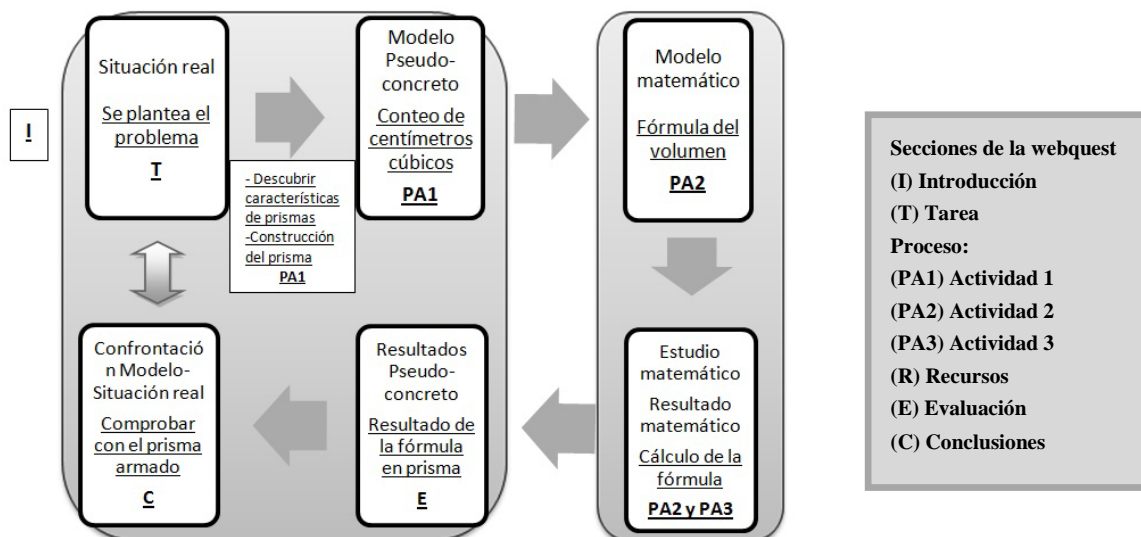 I
Situación real
Se plantea el
problema
T
- Descubrir
características
de prismas
-Construcción
del prisma
PA1
Modelo
Pseudo-
concreto
Conteo de
centímetros
cúbicos
PA1
Modelo
matemático
Fórmula del
volumen
PA2
Estudio
matemático
Resultado
matemático
Cálculo de la
fórmula
PA2 y PA3
Resultados
Pseudo-
concreto
Resultado de
la fórmula
en prisma
E
Confrontació
n Modelo-
Situación real
Comprobar
con el prisma
armado
C
Secciones de la webquest
(I) Introducción
(T) Tarea
Proceso:
(PA1) Actividad 1
(PA2) Actividad 2
(PA3) Actividad 3
(R) Recursos
(E) Evaluación
(C) Conclusiones